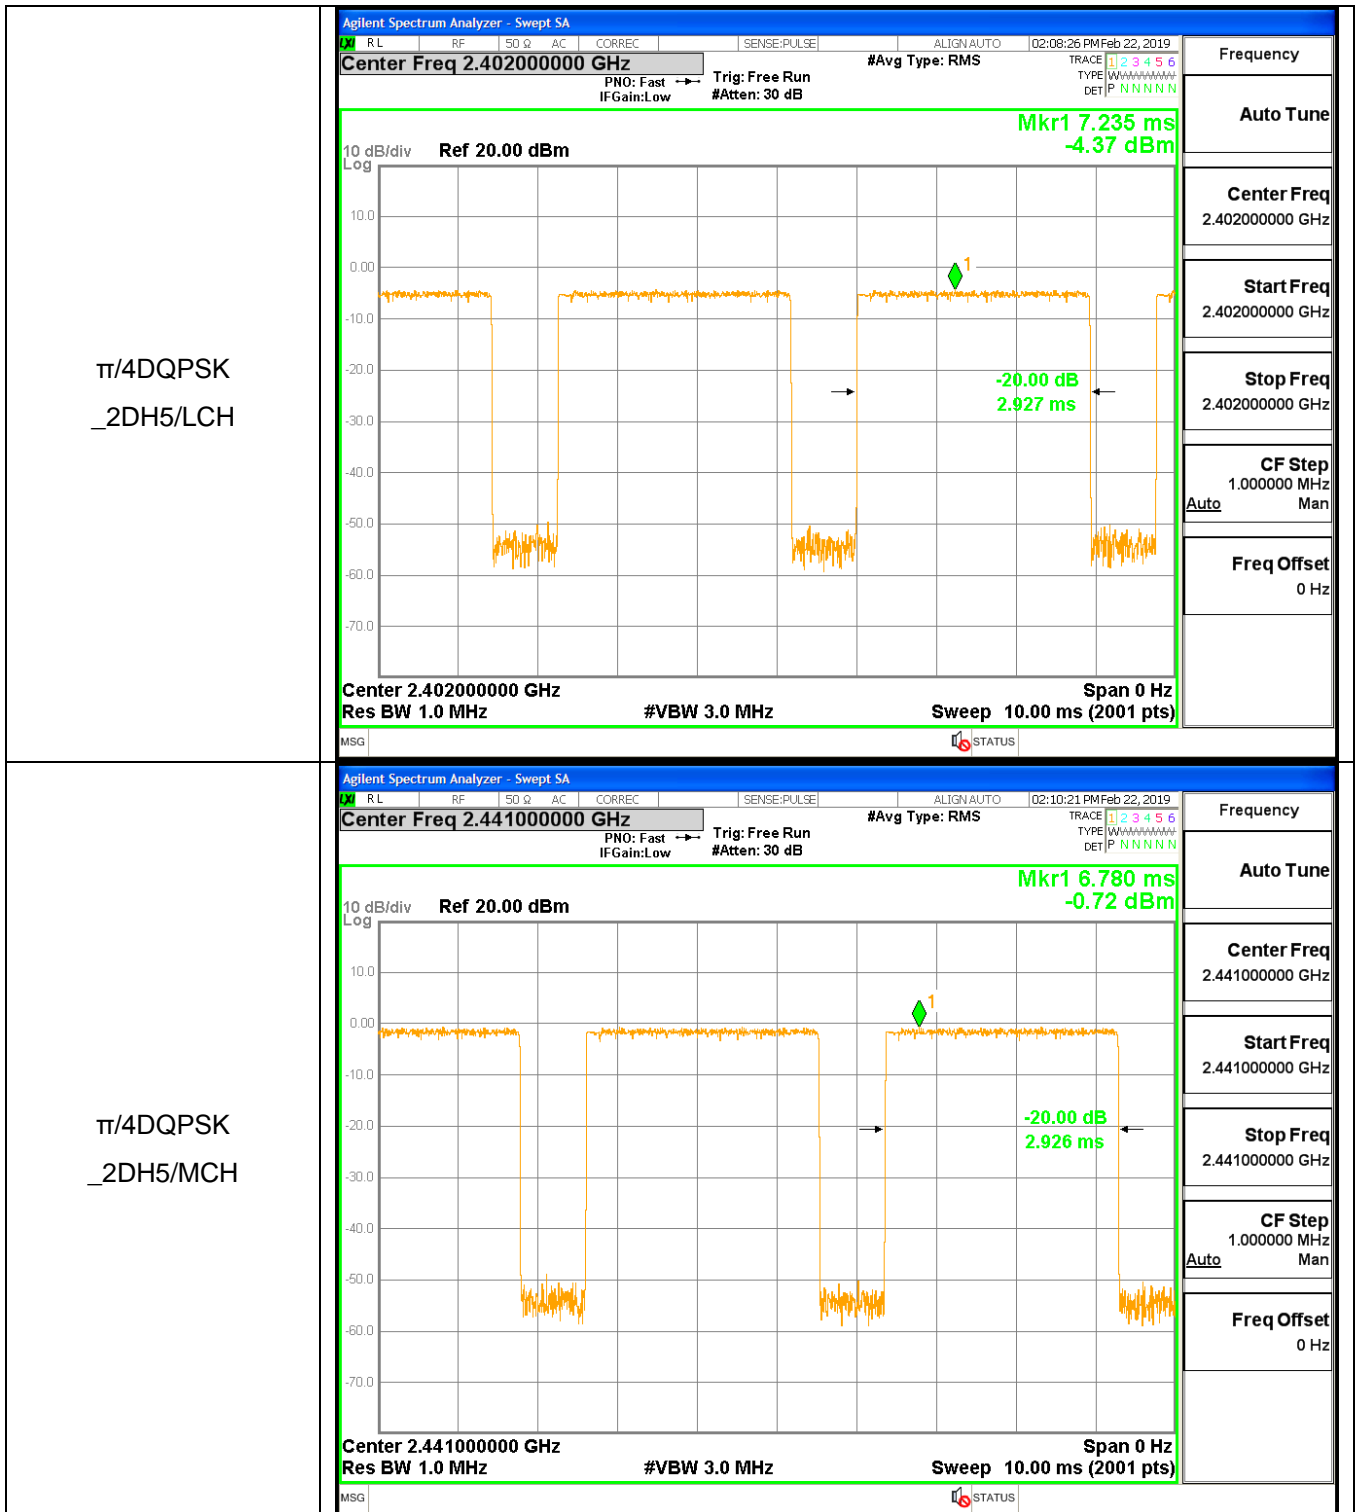 π/4DQPSK
_2DH5/LCH
Agilent Spectrum Analyzer - Swept SA
LXI RL RF 50 Ω AC CORREC SENSE:PULSE ALIGN AUTO 02:08:26 PM Feb 22, 2019
Center Freq 2.402000000 GHz
#Avg Type: RMS
TRACE 1 2 3 4 5 6
TYPE WWWWWW
DET P N N N N N
PNO: Fast Trig: Free Run
IFGain:Low #Atten: 30 dB
Mkr1 7.235 ms
-4.37 dBm
10 dB/div Ref 20.00 dBm
Log
10.0
0.00
-10.0
-20.0
-30.0
-40.0
-50.0
-60.0
-70.0
1
-20.00 dB
2.927 ms
Center 2.402000000 GHz Span 0 Hz
Res BW 1.0 MHz #VBW 3.0 MHz Sweep 10.00 ms (2001 pts)
MSG STATUS
Frequency
Auto Tune
Center Freq
2.402000000 GHz
Start Freq
2.402000000 GHz
Stop Freq
2.402000000 GHz
CF Step
1.000000 MHz
Auto Man
Freq Offset
0 Hz
π/4DQPSK
_2DH5/MCH
Agilent Spectrum Analyzer - Swept SA
LXI RL RF 50 Ω AC CORREC SENSE:PULSE ALIGN AUTO 02:10:21 PM Feb 22, 2019
Center Freq 2.441000000 GHz
#Avg Type: RMS
TRACE 1 2 3 4 5 6
TYPE WWWWWW
DET P N N N N N
PNO: Fast Trig: Free Run
IFGain:Low #Atten: 30 dB
Mkr1 6.780 ms
-0.72 dBm
10 dB/div Ref 20.00 dBm
Log
10.0
0.00
-10.0
-20.0
-30.0
-40.0
-50.0
-60.0
-70.0
1
-20.00 dB
2.926 ms
Center 2.441000000 GHz Span 0 Hz
Res BW 1.0 MHz #VBW 3.0 MHz Sweep 10.00 ms (2001 pts)
MSG STATUS
Frequency
Auto Tune
Center Freq
2.441000000 GHz
Start Freq
2.441000000 GHz
Stop Freq
2.441000000 GHz
CF Step
1.000000 MHz
Auto Man
Freq Offset
0 Hz